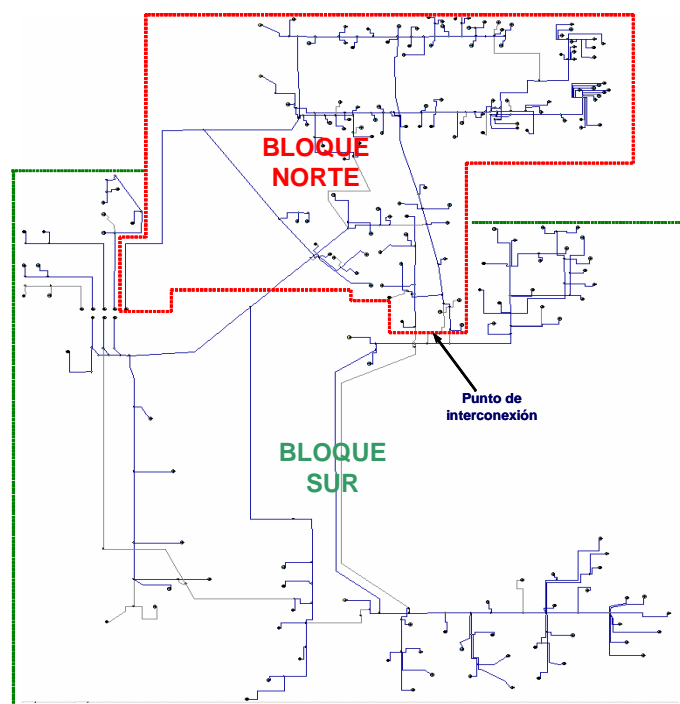 BLOQUE
NORTE
Punto de
interconexión
BLOQUE
SUR